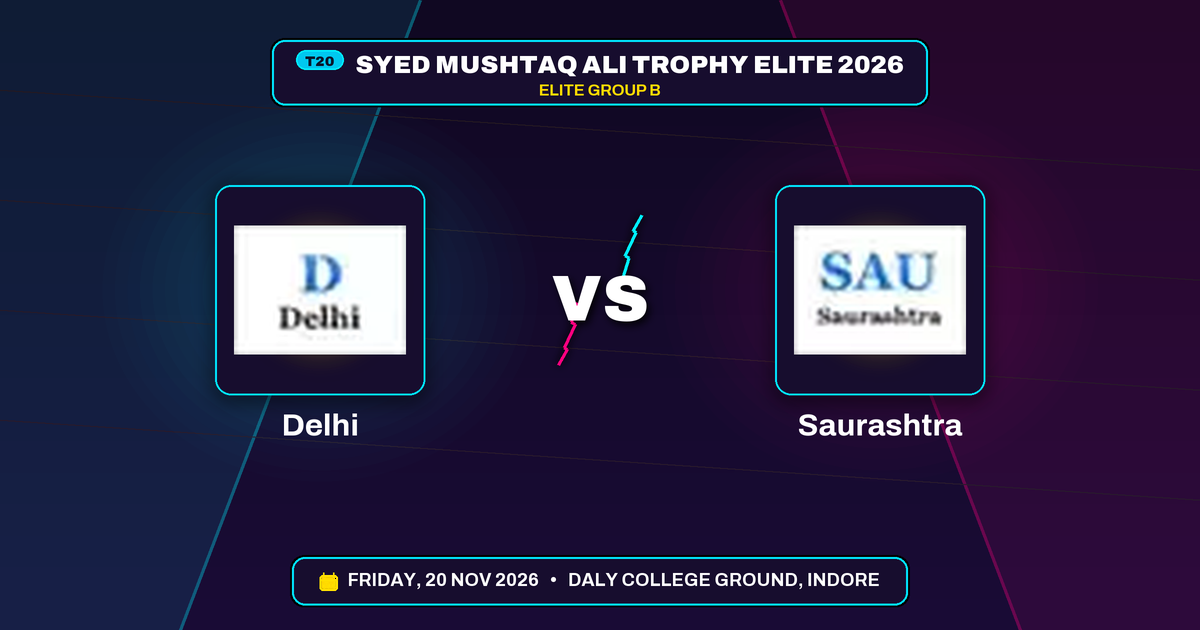 T20 SYED MUSHTAQ ALI TROPHY ELITE 2026
ELITE GROUP B
D
Delhi
SAU
Saurashtra
VS
Delhi
Saurashtra
FRIDAY, 20 NOV 2026 • DALY COLLEGE GROUND, INDORE